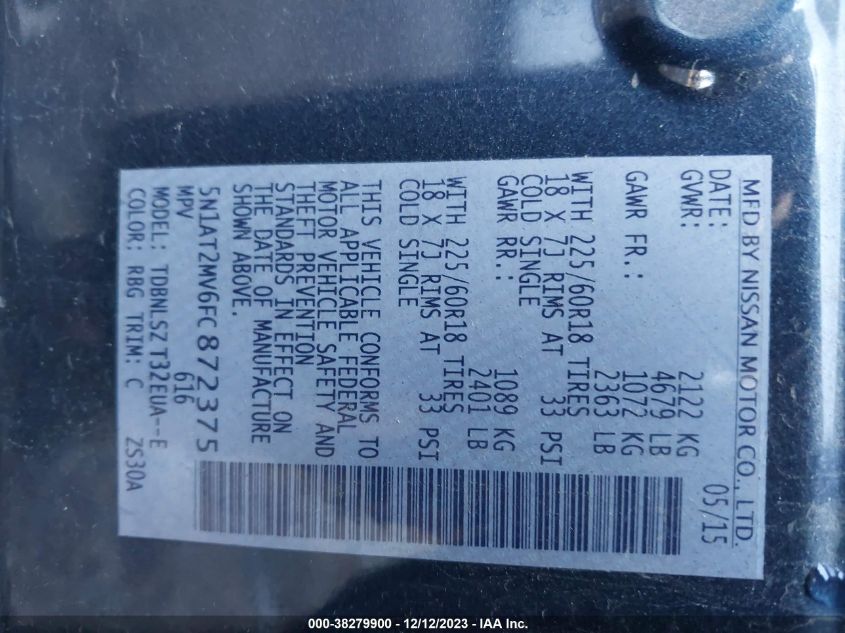 MFD BY NISSAN MOTOR CO., LTD.
DATE: 05/15
GVWR: 2122 KG
4679 LB
GAWR FR.: 1072 KG
2363 LB
WITH 225/60R18 TIRES
18 X 7J RIMS AT 33 PSI
COLD SINGLE
GAWR RR.: 1089 KG
2401 LB
WITH 225/60R18 TIRES
18 X 7J RIMS AT 33 PSI
COLD SINGLE
THIS VEHICLE CONFORMS TO
ALL APPLICABLE FEDERAL
MOTOR VEHICLE SAFETY AND
THEFT PREVENTION
STANDARDS IN EFFECT ON
THE DATE OF MANUFACTURE
SHOWN ABOVE.
5N1AT2MV6FC872375
MPV 616
MODEL: TDBNLSZ T32EUA--E
COLOR: RBG TRIM: C ZS30A
000-38279900 - 12/12/2023 - IAA Inc.